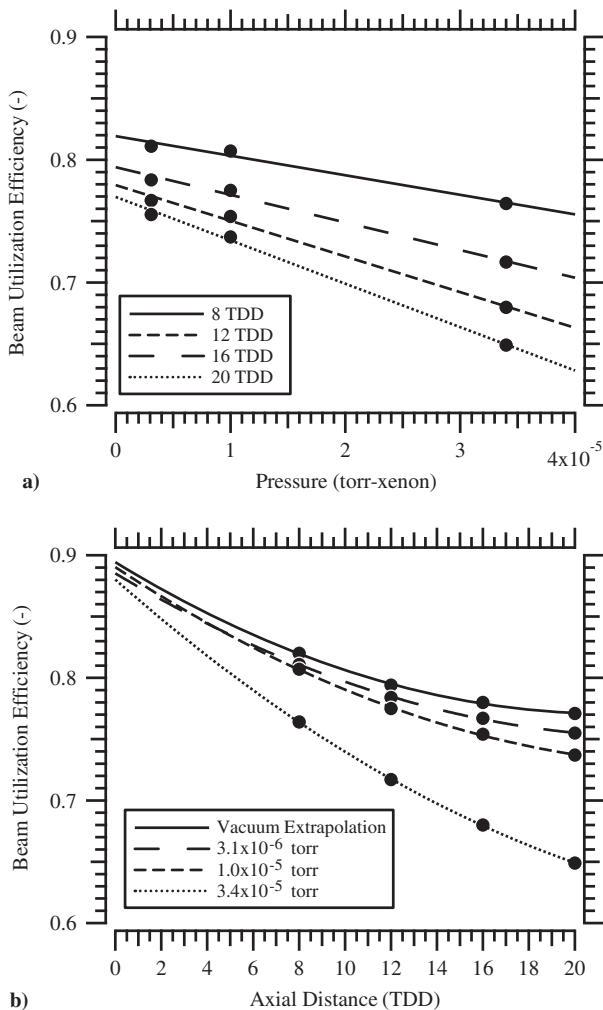 0.9
0.8
0.7
0.6
Beam Utilization Efficiency (-)
8 TDD
12 TDD
16 TDD
20 TDD
0
1
2
3
4x10⁻⁵
a)
Pressure (torr-xenon)
0.9
0.8
0.7
0.6
Beam Utilization Efficiency (-)
Vacuum Extrapolation
3.1x10⁻⁶ torr
1.0x10⁻⁵ torr
3.4x10⁻⁵ torr
0 2 4 6 8 10 12 14 16 18 20
b)
Axial Distance (TDD)